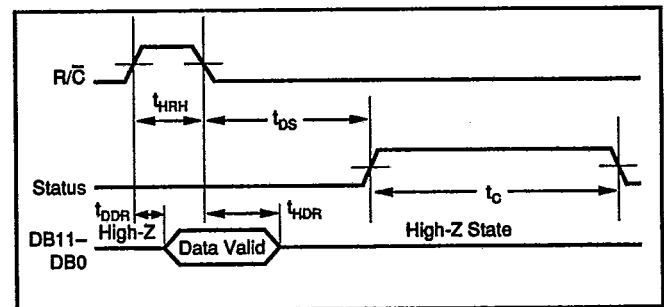 R/C̅
tHRH
tDS
Status
tC
tDDR
tHDR
DB11–
DB0
High-Z
Data Valid
High-Z State